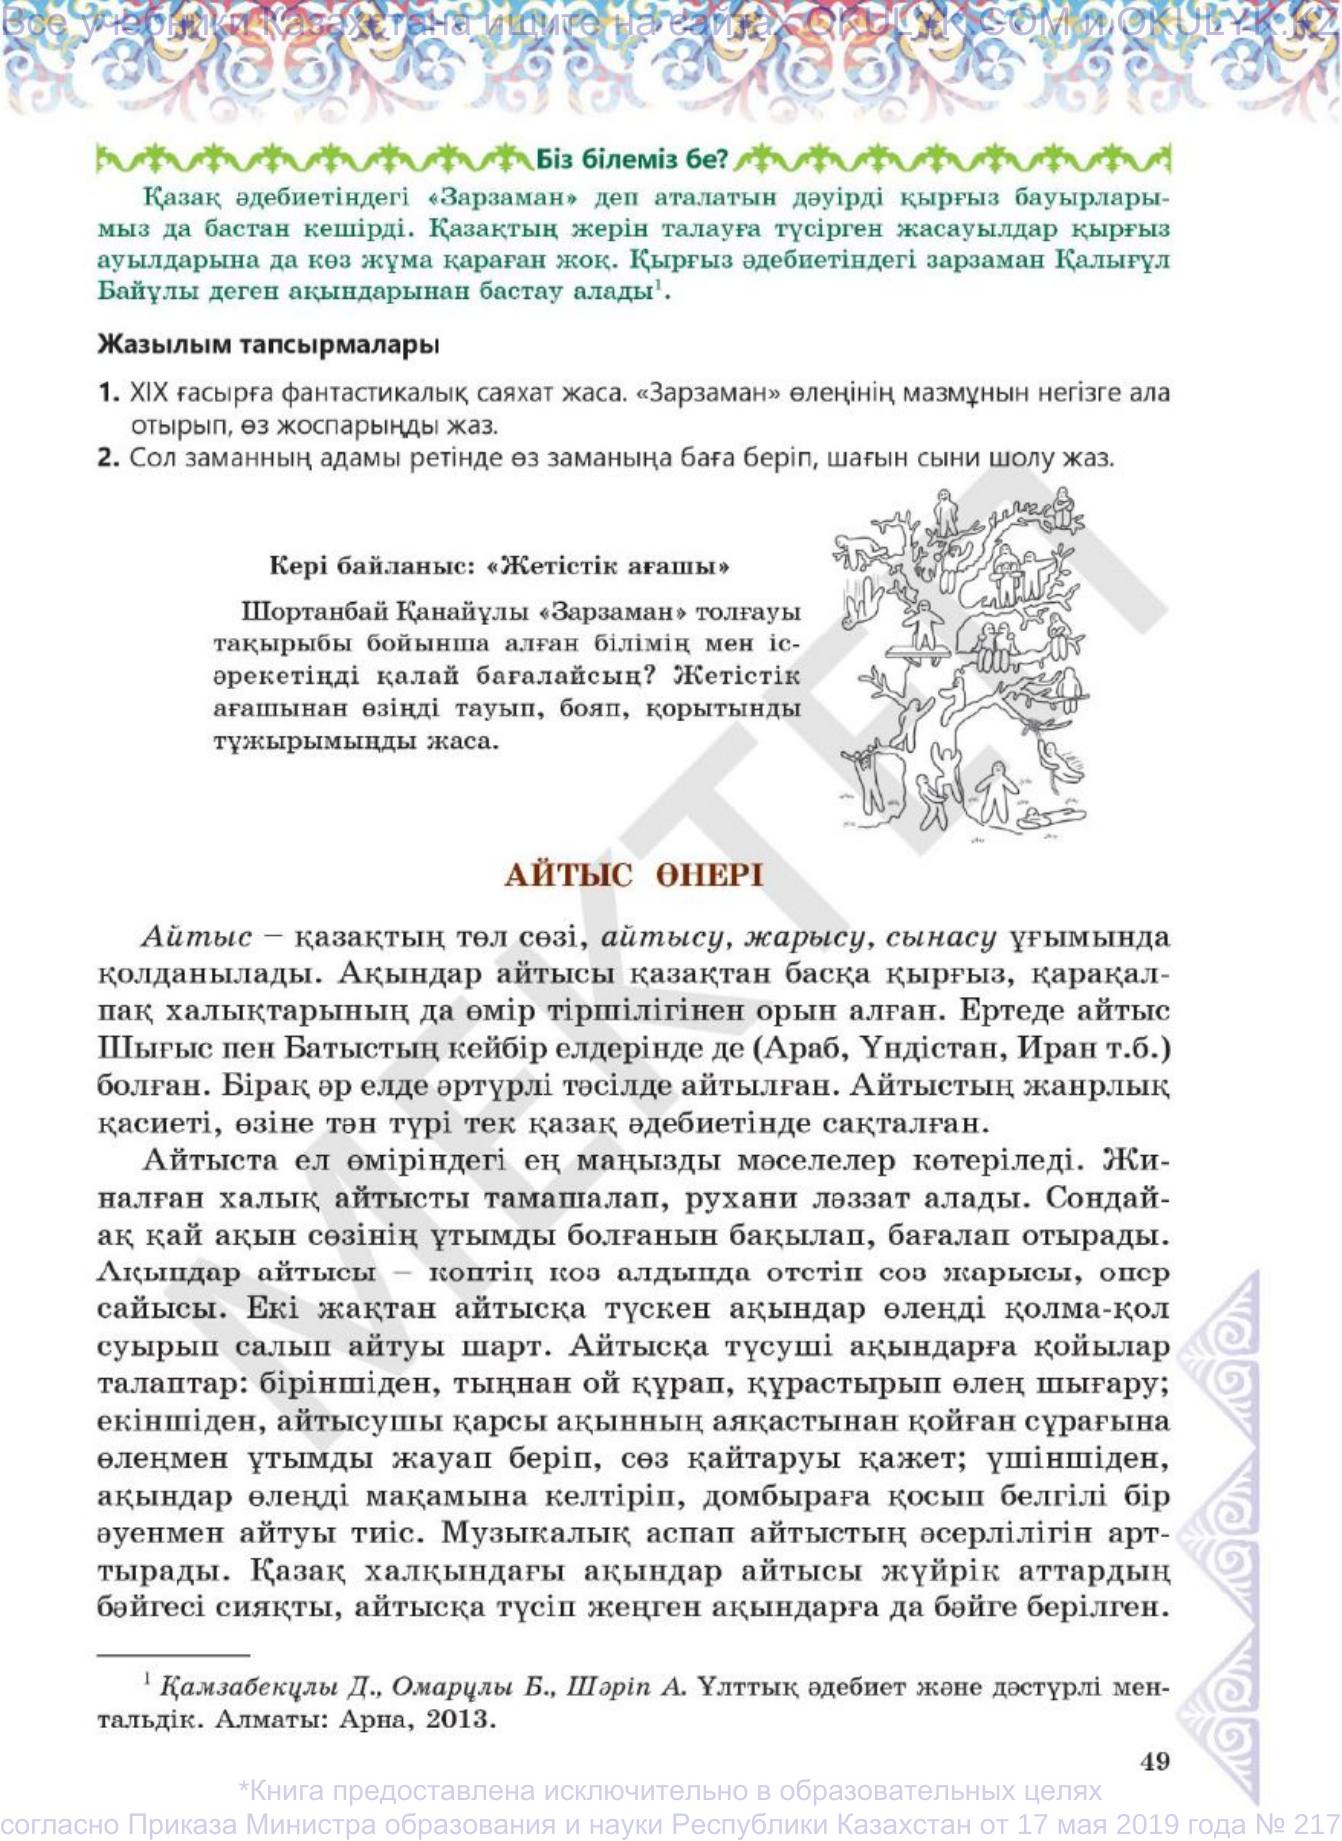 Все учебники Казахстана ищите на сайтах OKULYK.COM и OKULYK.KZ
Біз білеміз бе?
Қазақ әдебиетіндегі «Зарзаман» деп аталатын дәуірді қырғыз бауырлары-
мыз да бастан кешірді. Қазақтың жерін талауға түсірген жасауылдар қырғыз
ауылдарына да көз жұма қараған жоқ. Қырғыз әдебиетіндегі зарзаман Қалығұл
Байұлы деген ақындарынан бастау алады¹.
Жазылым тапсырмалары
1. XIX ғасырға фантастикалық саяхат жаса. «Зарзаман» өлеңінің мазмұнын негізге ала
отырып, өз жоспарыңды жаз.
2. Сол заманның адамы ретінде өз заманыңа баға беріп, шағын сыни шолу жаз.
Кері байланыс: «Жетістік ағашы»
Шортанбай Қанайұлы «Зарзаман» толғауы
тақырыбы бойынша алған білімің мен іс-
әрекетіңді қалай бағалайсың? Жетістік
ағашынан өзіңді тауып, бояп, қорытынды
тұжырымыңды жаса.
АЙТЫС ӨНЕРІ
Айтыс – қазақтың төл сөзі, айтысу, жарысу, сынасу ұғымында
қолданылады. Ақындар айтысы қазақтан басқа қырғыз, қарақал-
пақ халықтарының да өмір тіршілігінен орын алған. Ертеде айтыс
Шығыс пен Батыстың кейбір елдерінде де (Араб, Үндістан, Иран т.б.)
болған. Бірақ әр елде әртүрлі тәсілде айтылған. Айтыстың жанрлық
қасиеті, өзіне тән түрі тек қазақ әдебиетінде сақталған.
Айтыста ел өміріндегі ең маңызды мәселелер көтеріледі. Жи-
налған халық айтысты тамашалап, рухани ләззат алады. Сондай-
ақ қай ақын сөзінің ұтымды болғанын бақылап, бағалап отырады.
Ақындар айтысы – көптің көз алдында өтетін сөз жарысы, өнер
сайысы. Екі жақтан айтысқа түскен ақындар өлеңді қолма-қол
суырып салып айтуы шарт. Айтысқа түсуші ақындарға қойылар
талаптар: біріншіден, тыңнан ой құрап, құрастырып өлең шығару;
екіншіден, айтысушы қарсы ақынның аяқастынан қойған сұрағына
өлеңмен ұтымды жауап беріп, сөз қайтаруы қажет; үшіншіден,
ақындар өлеңді мақамына келтіріп, домбыраға қосып белгілі бір
әуенмен айтуы тиіс. Музыкалық аспап айтыстың әсерлілігін арт-
тырады. Қазақ халқындағы ақындар айтысы жүйрік аттардың
бәйгесі сияқты, айтысқа түсіп жеңген ақындарға да бәйге берілген.
¹ Қамзабекұлы Д., Омарұлы Б., Шәріп А. Ұлттық әдебиет және дәстүрлі мен-
тальдік. Алматы: Арна, 2013.
49
МЕКТЕП
*Книга предоставлена исключительно в образовательных целях
согласно Приказа Министра образования и науки Республики Казахстан от 17 мая 2019 года № 217